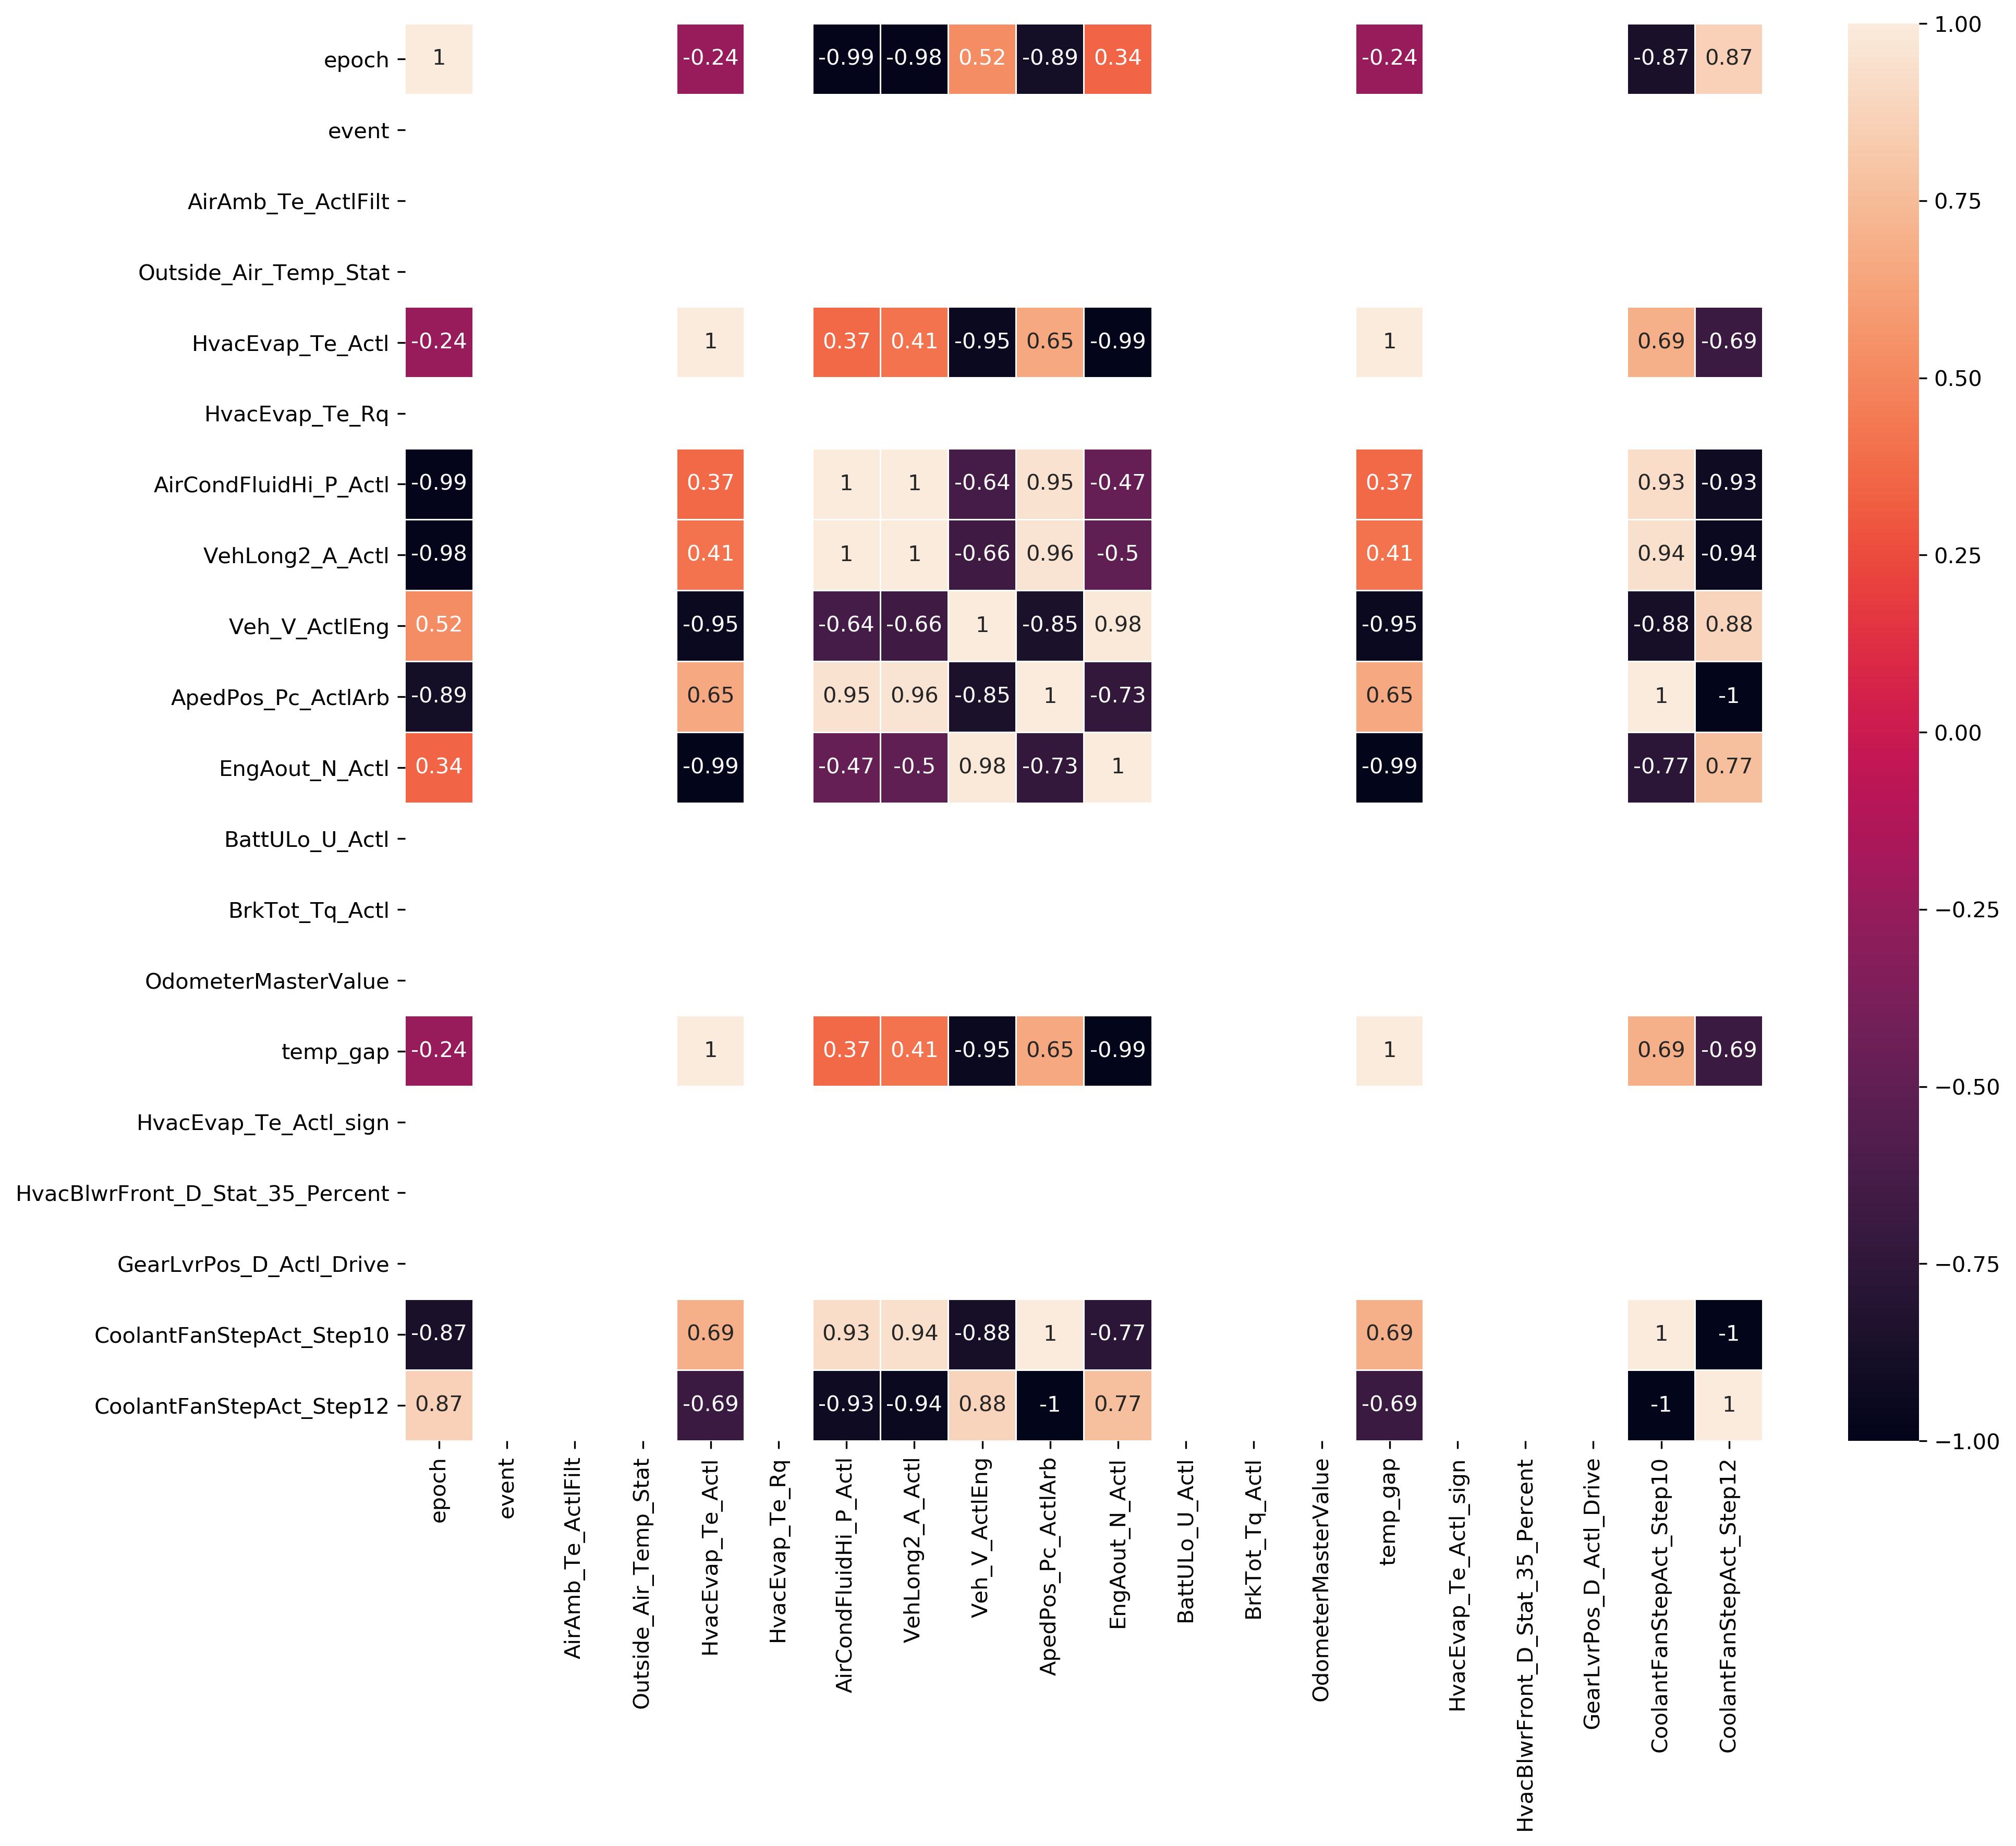 epoch 1 -0.24 -0.99 -0.98 0.52 -0.89 0.34 -0.24 -0.87 0.87
event
AirAmb_Te_ActlFilt
Outside_Air_Temp_Stat
HvacEvap_Te_Actl -0.24 1 0.37 0.41 -0.95 0.65 -0.99 1 0.69 -0.69
HvacEvap_Te_Rq
AirCondFluidHi_P_Actl -0.99 0.37 1 1 -0.64 0.95 -0.47 0.37 0.93 -0.93
VehLong2_A_Actl -0.98 0.41 1 1 -0.66 0.96 -0.5 0.41 0.94 -0.94
Veh_V_ActlEng 0.52 -0.95 -0.64 -0.66 1 -0.85 0.98 -0.95 -0.88 0.88
ApedPos_Pc_ActlArb -0.89 0.65 0.95 0.96 -0.85 1 -0.73 0.65 1 -1
EngAout_N_Actl 0.34 -0.99 -0.47 -0.5 0.98 -0.73 1 -0.99 -0.77 0.77
BattULo_U_Actl
BrkTot_Tq_Actl
OdometerMasterValue
temp_gap -0.24 1 0.37 0.41 -0.95 0.65 -0.99 1 0.69 -0.69
HvacEvap_Te_Actl_sign
HvacBlwrFront_D_Stat_35_Percent
GearLvrPos_D_Actl_Drive
CoolantFanStepAct_Step10 -0.87 0.69 0.93 0.94 -0.88 1 -0.77 0.69 1 -1
CoolantFanStepAct_Step12 0.87 -0.69 -0.93 -0.94 0.88 -1 0.77 -0.69 -1 1
epoch
event
AirAmb_Te_ActlFilt
Outside_Air_Temp_Stat
HvacEvap_Te_Actl
HvacEvap_Te_Rq
AirCondFluidHi_P_Actl
VehLong2_A_Actl
Veh_V_ActlEng
ApedPos_Pc_ActlArb
EngAout_N_Actl
BattULo_U_Actl
BrkTot_Tq_Actl
OdometerMasterValue
temp_gap
HvacEvap_Te_Actl_sign
HvacBlwrFront_D_Stat_35_Percent
GearLvrPos_D_Actl_Drive
CoolantFanStepAct_Step10
CoolantFanStepAct_Step12
1.00
0.75
0.50
0.25
0.00
−0.25
−0.50
−0.75
−1.00